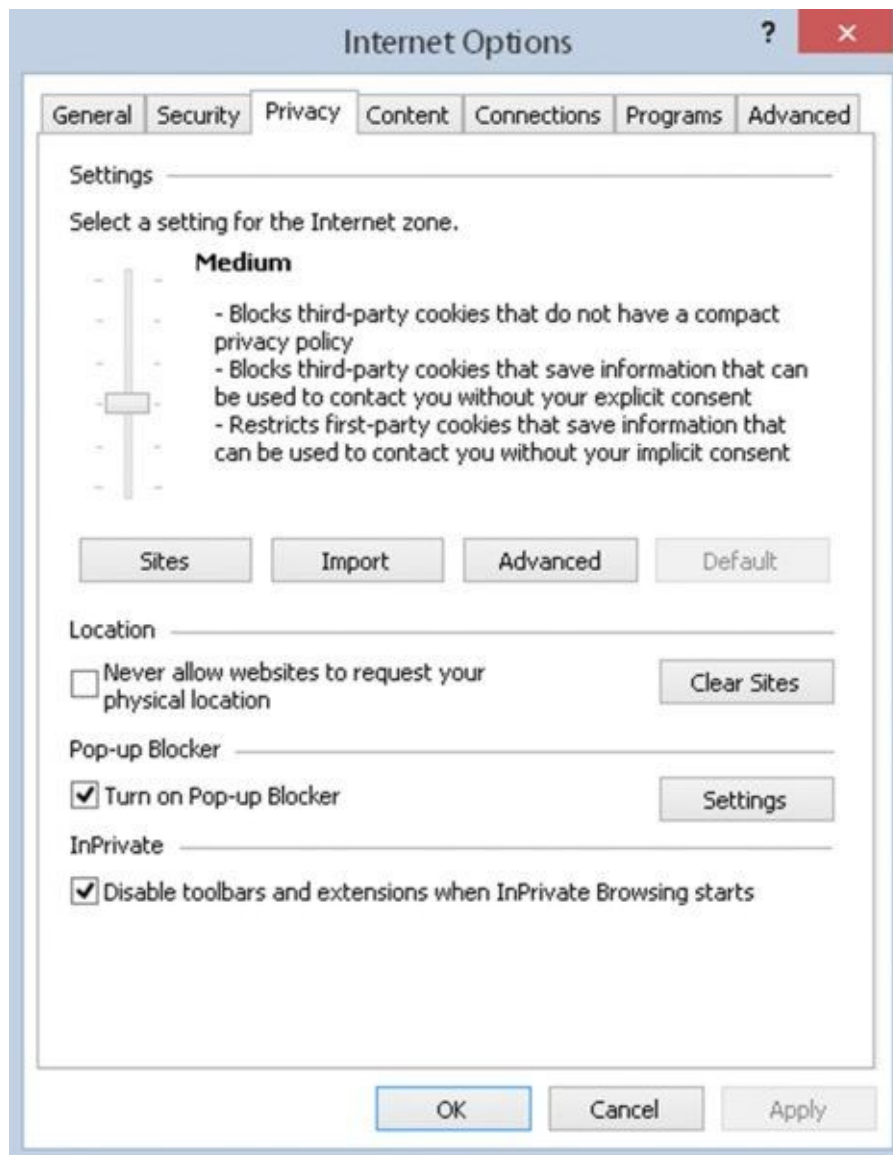 Internet Options
? ×
General Security Privacy Content Connections Programs Advanced
Settings
Select a setting for the Internet zone.
Medium
- Blocks third-party cookies that do not have a compact
privacy policy
- Blocks third-party cookies that save information that can
be used to contact you without your explicit consent
- Restricts first-party cookies that save information that
can be used to contact you without your implicit consent
Sites Import Advanced Default
Location
Never allow websites to request your
physical location
Clear Sites
Pop-up Blocker
Turn on Pop-up Blocker
Settings
InPrivate
Disable toolbars and extensions when InPrivate Browsing starts
OK Cancel Apply